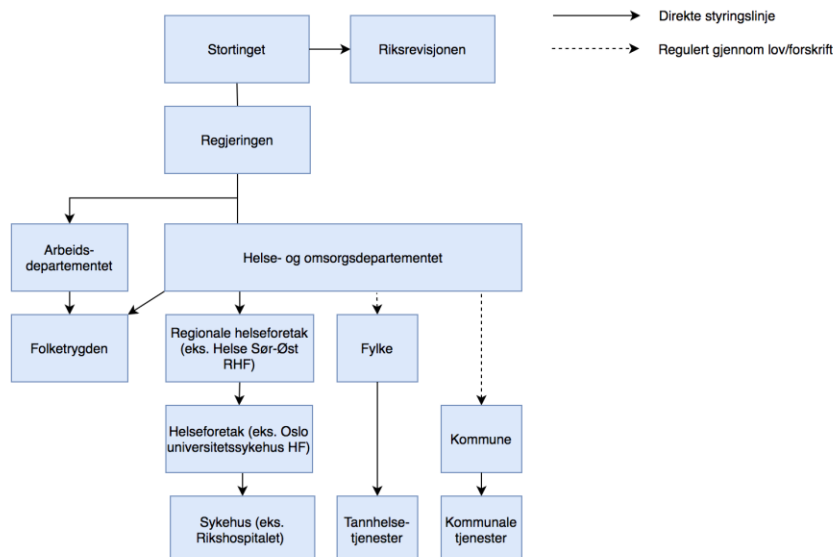 Direkte styringslinje
Stortinget
Riksrevisjonen
Regulert gjennom lov/forskrift
Regjeringen
Arbeids-
departementet
Helse- og omsorgsdepartementet
Folketrygden
Regionale helseforetak
(eks. Helse Sør-Øst
RHF)
Fylke
Helseforetak (eks. Oslo
universitetssykehus HF)
Kommune
Sykehus (eks.
Rikshospitalet)
Tannhelse-
tjenester
Kommunale
tjenester